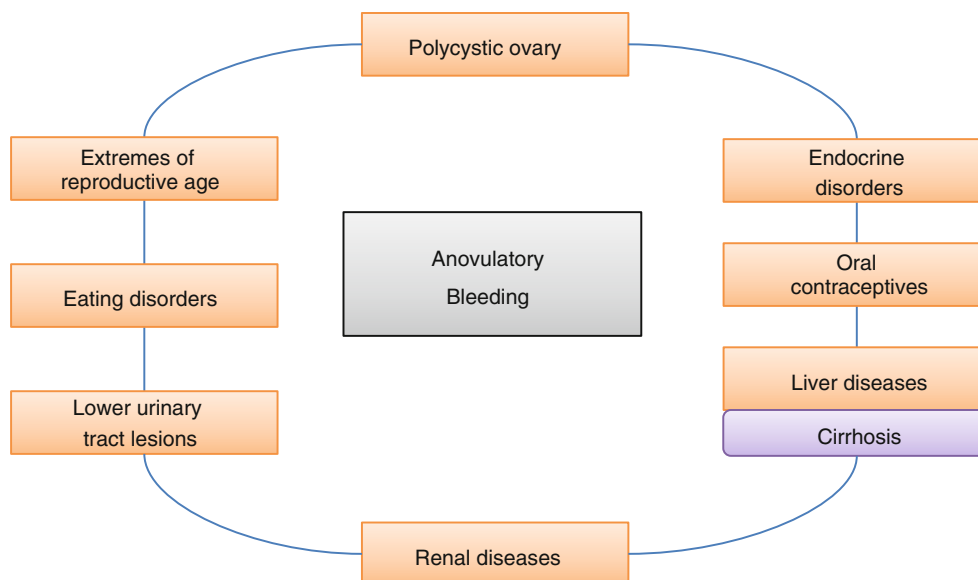 Polycystic ovary
Extremes of
reproductive age
Endocrine
disorders
Anovulatory
Bleeding
Oral
contraceptives
Eating disorders
Liver diseases
Lower urinary
tract lesions
Cirrhosis
Renal diseases